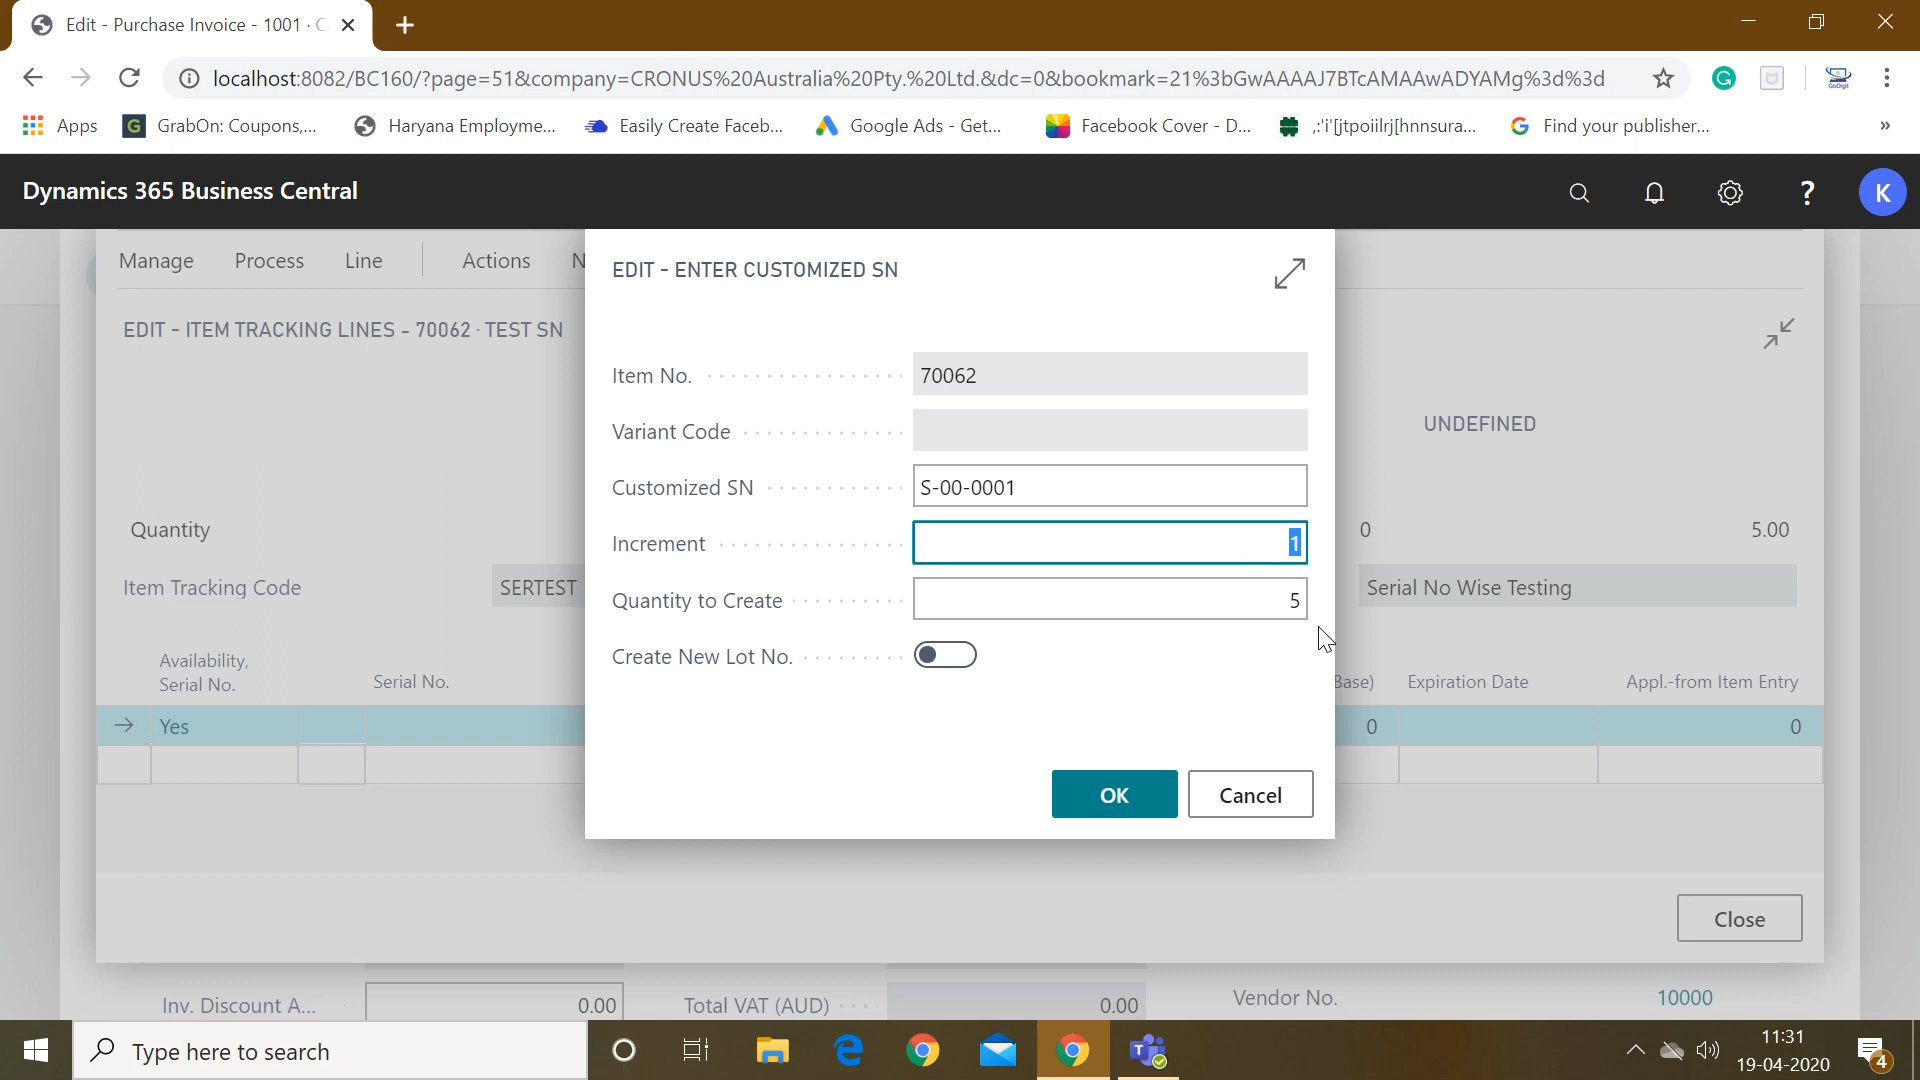 Edit - Purchase Invoice - 1001 ·
localhost:8082/BC160/?page=51&company=CRONUS%20Australia%20Pty.%20Ltd.&dc=0&bookmark=21%3bGwAAAAJ7BTcAMAAwADYAMg%3d%3d
Apps GrabOn: Coupons,... Haryana Employme... Easily Create Faceb... Google Ads - Get... Facebook Cover - D... ,:'i'[jtpoiilrj[hnnsura... Find your publisher... »
Dynamics 365 Business Central ? K
Manage Process Line Actions N
EDIT - ENTER CUSTOMIZED SN
EDIT - ITEM TRACKING LINES - 70062 · TEST SN
Item No. 70062
UNDEFINED
Variant Code
Customized SN S-00-0001
Quantity 0 5.00
Increment 1
Item Tracking Code SERTEST Serial No Wise Testing
Quantity to Create 5
Create New Lot No.
Availability,
Serial No. Serial No. Base) Expiration Date Appl.-from Item Entry
Yes 0 0
OK Cancel
Close
Inv. Discount A... 0.00 Total VAT (AUD) 0.00 Vendor No. 10000
Type here to search
11:31
19-04-2020
4